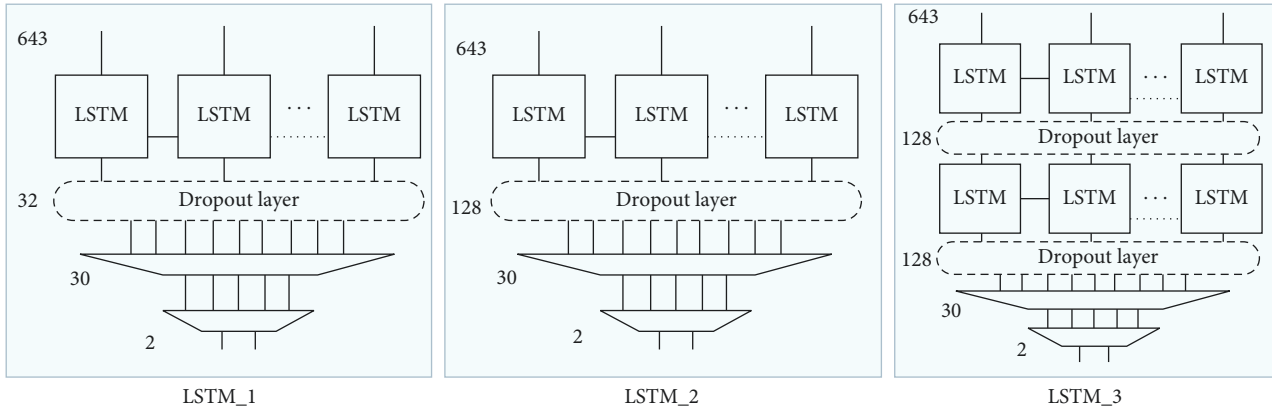 643
LSTM LSTM ... LSTM
32 Dropout layer
30
2
LSTM_1
643
LSTM LSTM ... LSTM
128 Dropout layer
30
2
LSTM_2
643
LSTM LSTM ... LSTM
128 Dropout layer
LSTM LSTM ... LSTM
128 Dropout layer
30
2
LSTM_3